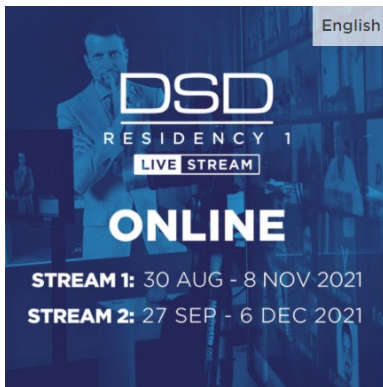 English
DSD
RESIDENCY 1
LIVE STREAM
ONLINE
STREAM 1: 30 AUG - 8 NOV 2021
STREAM 2: 27 SEP - 6 DEC 2021